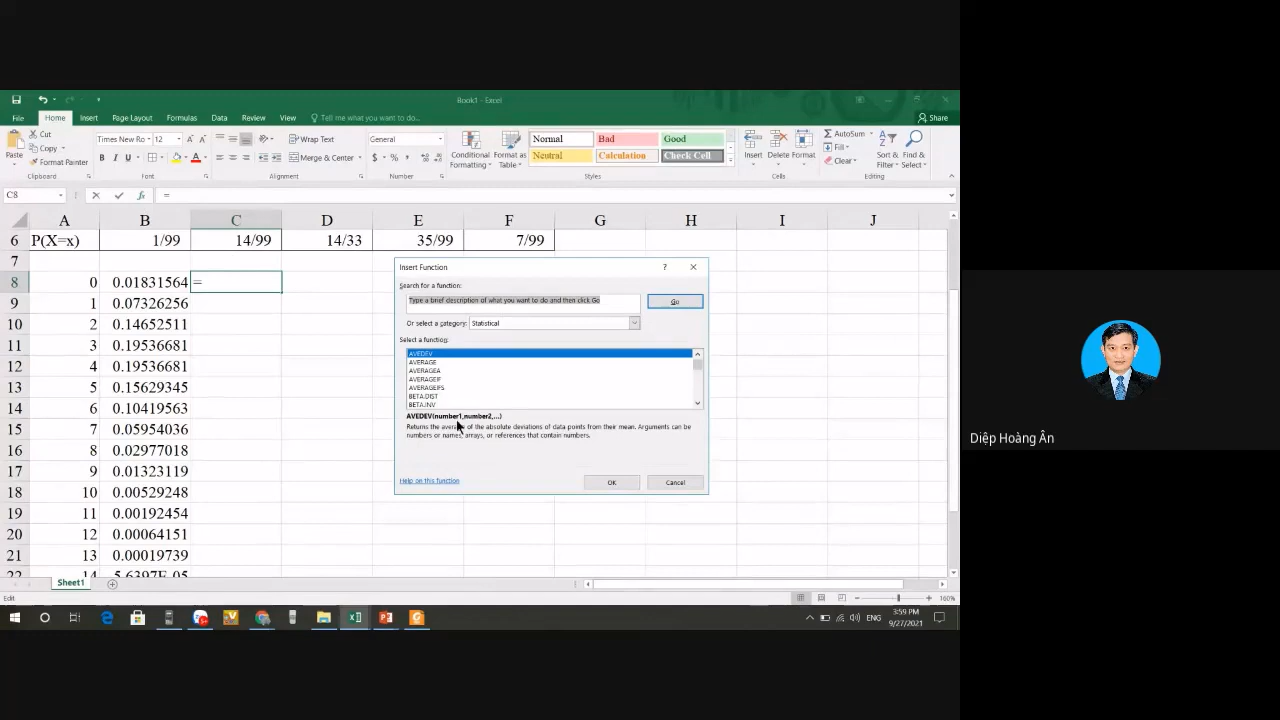 Book1 - Excel
File Home Insert Page Layout Formulas Data Review View Tell me what you want to do... Share
Paste
Cut
Copy
Format Painter
Clipboard
Times New Ro 12
B I U
Font
Wrap Text
Merge & Center
Alignment
General
$ % ,
Number
Conditional Formatting
Format as Table
Normal Bad Good
Neutral Calculation Check Cell
Styles
Insert Delete Format
Cells
AutoSum
Fill
Clear
Sort & Filter
Find & Select
Editing
C8 fx =
A B C D E F G H I J
6 P(X=x) 1/99 14/99 14/33 35/99 7/99
7
8 0 0.01831564 =
9 1 0.07326256
10 2 0.14652511
11 3 0.19536681
12 4 0.19536681
13 5 0.15629345
14 6 0.10419563
15 7 0.05954036
16 8 0.02977018
17 9 0.01323119
18 10 0.00529248
19 11 0.00192454
20 12 0.00064151
21 13 0.00019739
22 14 5.6397E-05
Insert Function ?
Search for a function:
Type a brief description of what you want to do and then click Go
Go
Or select a category: Statistical
Select a function:
AVEDEV
AVERAGE
AVERAGEA
AVERAGEIF
AVERAGEIFS
BETA.DIST
BETA.INV
AVEDEV(number1,number2,...)
Returns the average of the absolute deviations of data points from their mean. Arguments can be
numbers or names, arrays, or references that contain numbers.
Help on this function
OK Cancel
Sheet1
Edit
160%
ENG
3:59 PM
9/27/2021
Diệp Hoàng Ân